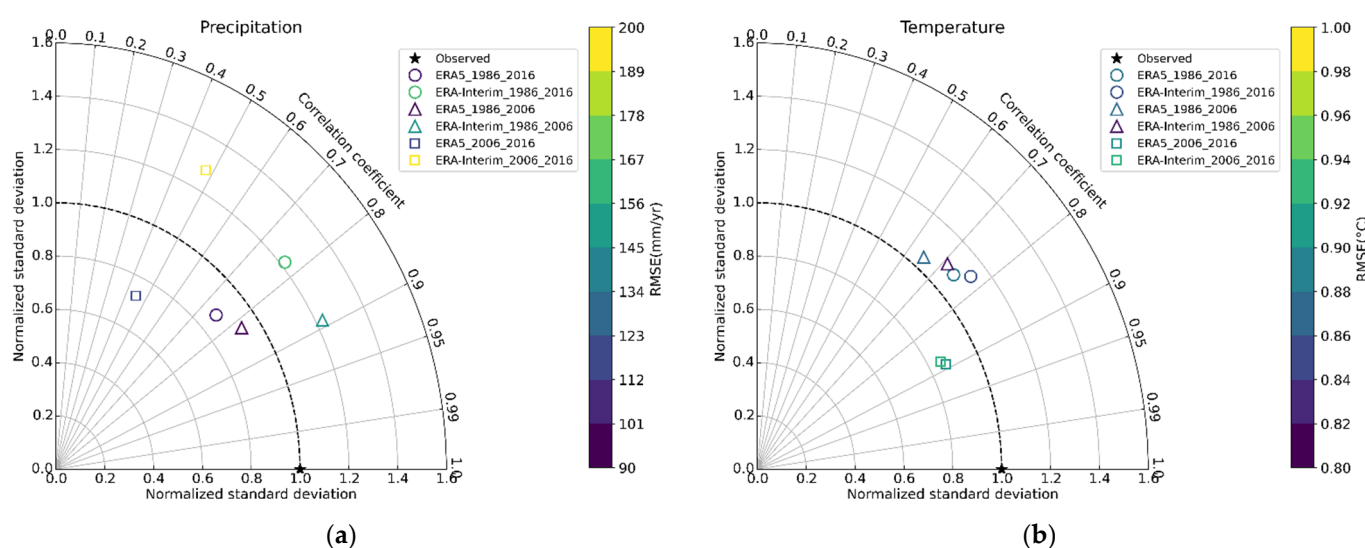 Precipitation
0.0
0.1
0.2
0.3
0.4
0.5
0.6
0.7
0.8
0.9
0.95
0.99
1.0
Correlation coefficient
1.6
1.4
1.2
1.0
0.8
0.6
0.4
0.2
0.0
Normalized standard deviation
0.0 0.2 0.4 0.6 0.8 1.0 1.2 1.4 1.6
Normalized standard deviation
Observed
ERA5_1986_2016
ERA-Interim_1986_2016
ERA5_1986_2006
ERA-Interim_1986_2006
ERA5_2006_2016
ERA-Interim_2006_2016
200
189
178
167
156
145
134
123
112
101
90
RMSE(mm/yr)
(a)
Temperature
0.0
0.1
0.2
0.3
0.4
0.5
0.6
0.7
0.8
0.9
0.95
0.99
1.0
Correlation coefficient
1.6
1.4
1.2
1.0
0.8
0.6
0.4
0.2
0.0
Normalized standard deviation
0.0 0.2 0.4 0.6 0.8 1.0 1.2 1.4 1.6
Normalized standard deviation
Observed
ERA5_1986_2016
ERA-Interim_1986_2016
ERA5_1986_2006
ERA-Interim_1986_2006
ERA5_2006_2016
ERA-Interim_2006_2016
1.00
0.98
0.96
0.94
0.92
0.90
0.88
0.86
0.84
0.82
0.80
RMSE(°C)
(b)